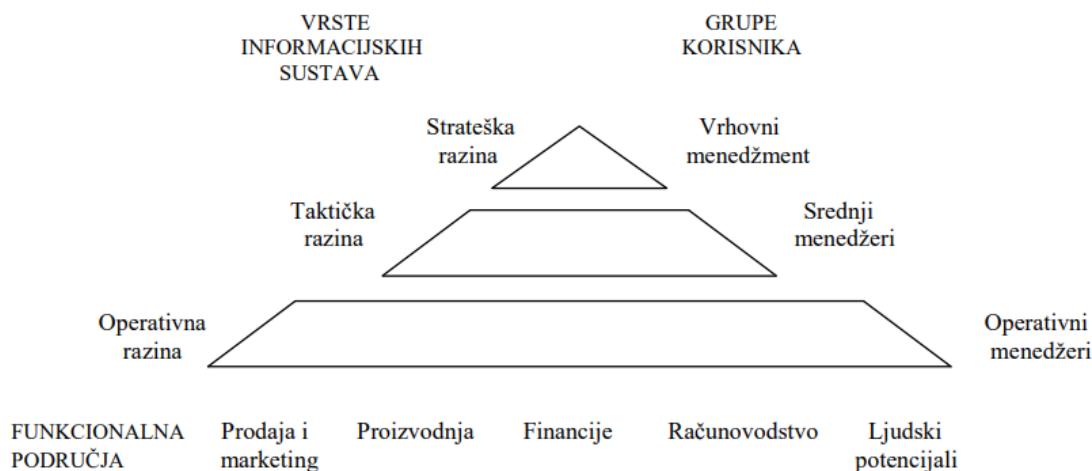 VRSTE
INFORMACIJSKIH
SUSTAVA
GRUPE
KORISNIKA
Strateška
razina
Vrhovni
menedžment
Taktička
razina
Srednji
menedžeri
Operativna
razina
Operativni
menedžeri
FUNKCIONALNA
PODRUČJA
Prodaja i
marketing
Proizvodnja
Financije
Računovodstvo
Ljudski
potencijali